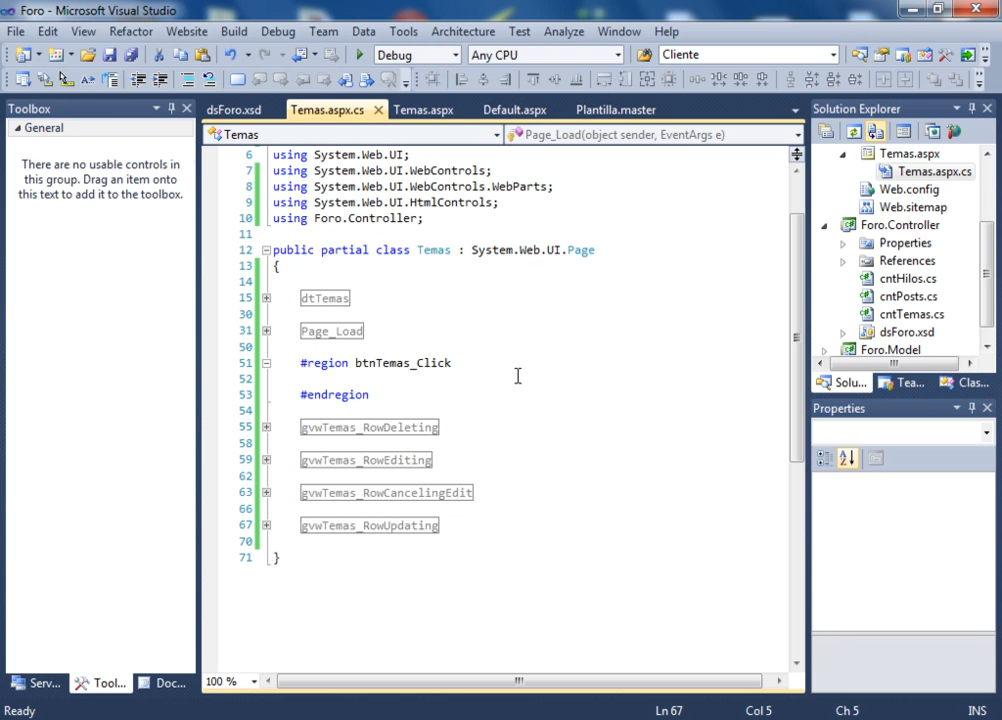 Foro - Microsoft Visual Studio
File Edit View Refactor Website Build Debug Team Data Tools Architecture Test Analyze Window Help
Debug Any CPU Cliente
Toolbox
General
There are no usable controls in
this group. Drag an item onto
this text to add it to the toolbox.
Serv... Tool... Doc...
dsForo.xsd Temas.aspx.cs Temas.aspx Default.aspx Plantilla.master
Temas Page_Load(object sender, EventArgs e)
6 using System.Web.UI;
7 using System.Web.UI.WebControls;
8 using System.Web.UI.WebControls.WebParts;
9 using System.Web.UI.HtmlControls;
10 using Foro.Controller;
11
12 public partial class Temas : System.Web.UI.Page
13 {
14
15 dtTemas
30
31 Page_Load
50
51 #region btnTemas_Click
52
53 #endregion
54
55 gvwTemas_RowDeleting
58
59 gvwTemas_RowEditing
62
63 gvwTemas_RowCancelingEdit
66
67 gvwTemas_RowUpdating
70
71 }
100 %
Solution Explorer
Temas.aspx
Temas.aspx.cs
Web.config
Web.sitemap
Foro.Controller
Properties
References
cntHilos.cs
cntPosts.cs
cntTemas.cs
dsForo.xsd
Foro.Model
Solu... Tea... Clas...
Properties
Ready Ln 67 Col 5 Ch 5 INS